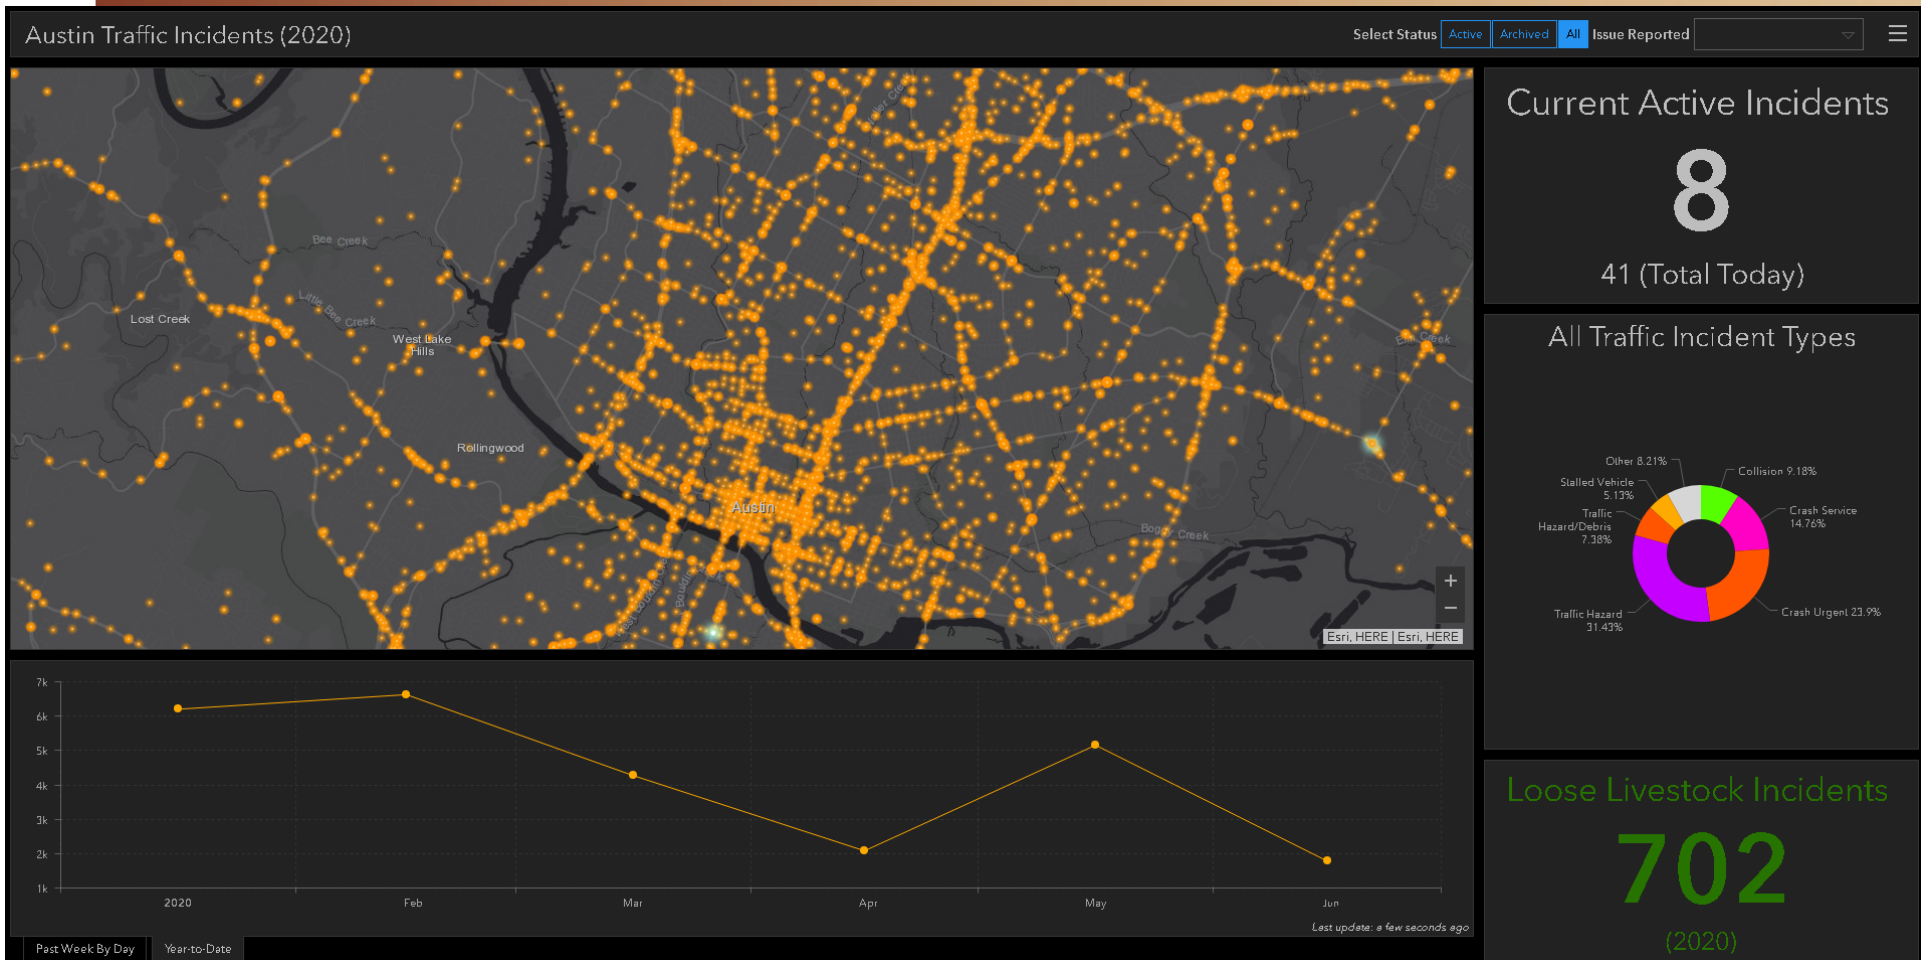 Austin Traffic Incidents (2020)
Select Status Active Archived All Issue Reported
Bee Creek
Little Bee Creek
Lost Creek
West Lake
Hills
Rollingwood
Austin
Boggy Creek
Esri, HERE | Esri, HERE
Current Active Incidents
8
41 (Total Today)
All Traffic Incident Types
Other 8.21%
Collision 9.18%
Stalled Vehicle
5.13%
Crash Service
14.76%
Traffic
Hazard/Debris
7.38%
Traffic Hazard
31.43%
Crash Urgent 23.9%
7k
6k
5k
4k
3k
2k
1k
2020 Feb Mar Apr May Jun
Last update: a few seconds ago
Past Week By Day Year-to-Date
Loose Livestock Incidents
702
(2020)